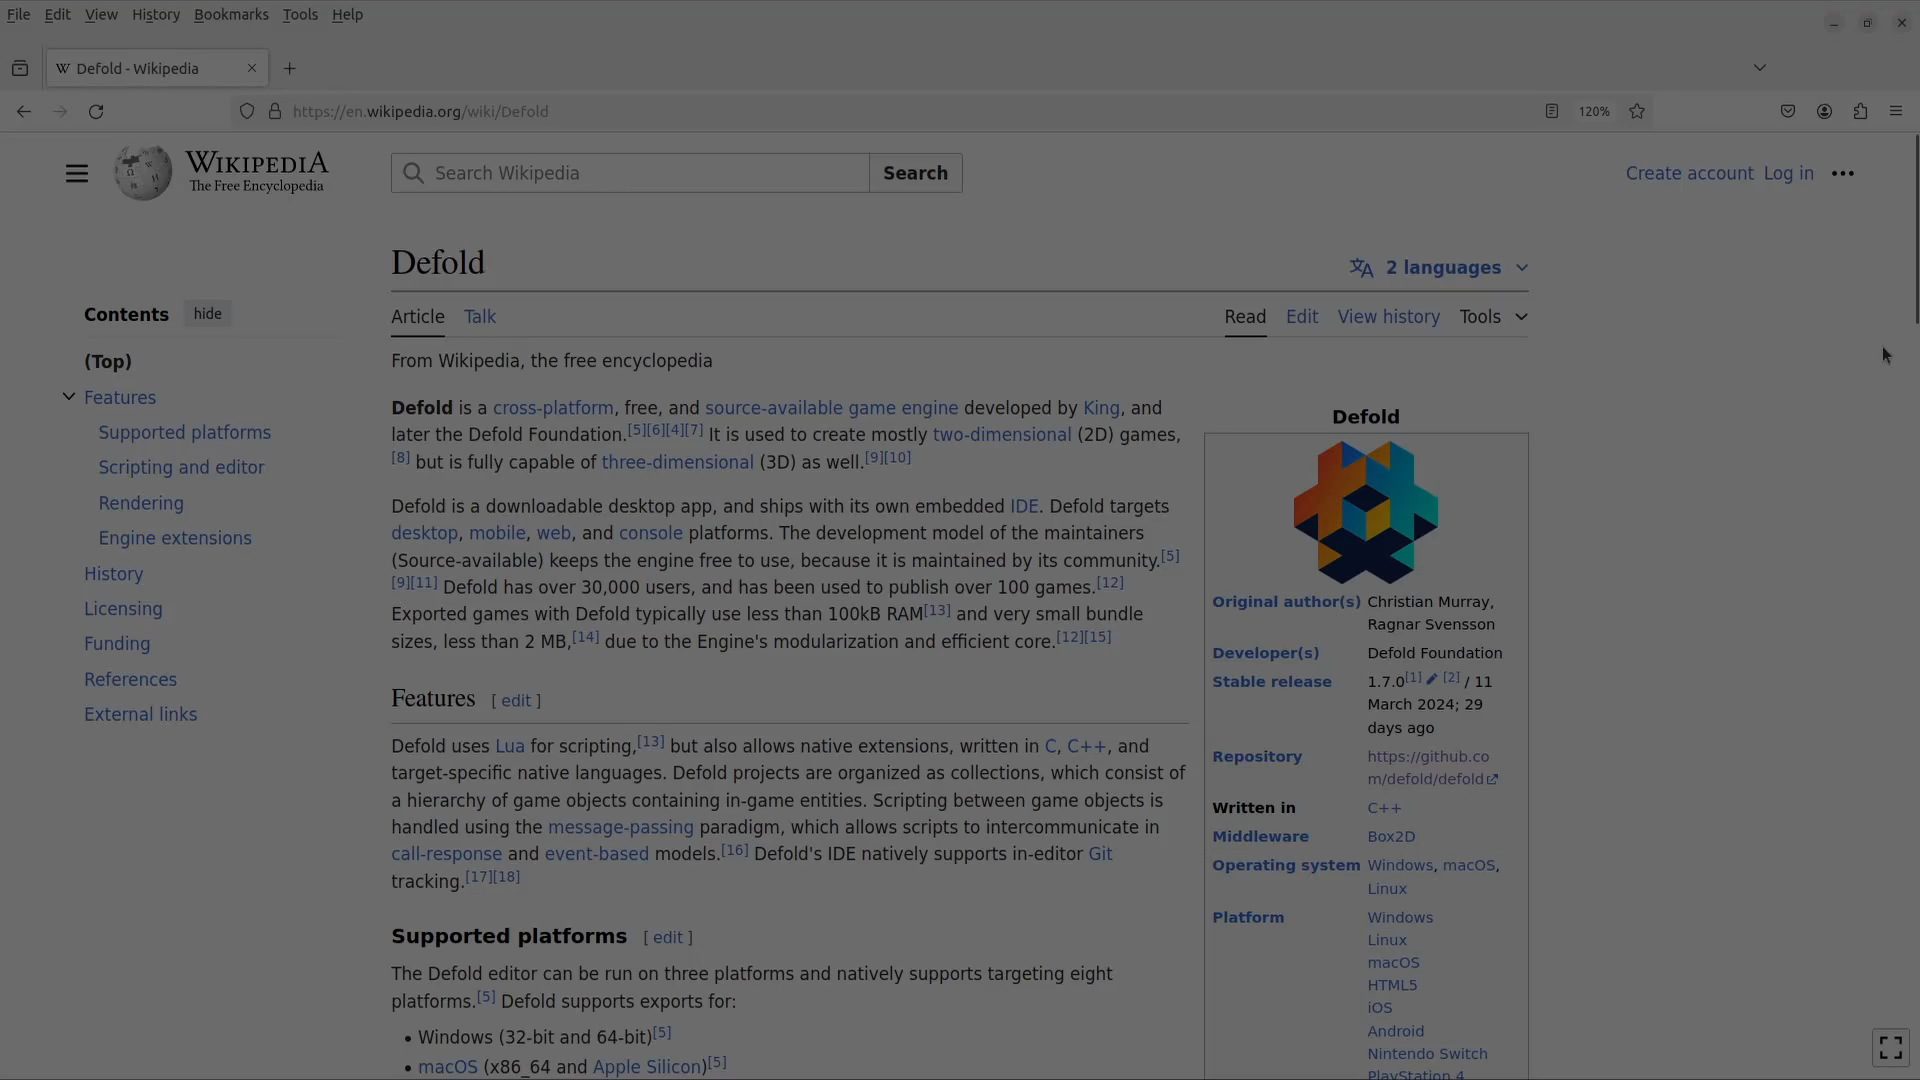 File Edit View History Bookmarks Tools Help
Defold - Wikipedia
https://en.wikipedia.org/wiki/Defold
120%
WIKIPEDIA
The Free Encyclopedia
Search Wikipedia
Search
Create account Log in
Defold
2 languages
Contents hide
(Top)
Features
Supported platforms
Scripting and editor
Rendering
Engine extensions
History
Licensing
Funding
References
External links
Article Talk
Read Edit View history Tools
From Wikipedia, the free encyclopedia
Defold is a cross-platform, free, and source-available game engine developed by King, and
later the Defold Foundation.[5][6][4][7] It is used to create mostly two-dimensional (2D) games,
[8] but is fully capable of three-dimensional (3D) as well.[9][10]
Defold is a downloadable desktop app, and ships with its own embedded IDE. Defold targets
desktop, mobile, web, and console platforms. The development model of the maintainers
(Source-available) keeps the engine free to use, because it is maintained by its community.[5]
[9][11] Defold has over 30,000 users, and has been used to publish over 100 games.[12]
Exported games with Defold typically use less than 100kB RAM[13] and very small bundle
sizes, less than 2 MB,[14] due to the Engine's modularization and efficient core.[12][15]
Features [ edit ]
Defold uses Lua for scripting,[13] but also allows native extensions, written in C, C++, and
target-specific native languages. Defold projects are organized as collections, which consist of
a hierarchy of game objects containing in-game entities. Scripting between game objects is
handled using the message-passing paradigm, which allows scripts to intercommunicate in
call-response and event-based models.[16] Defold's IDE natively supports in-editor Git
tracking.[17][18]
Supported platforms [ edit ]
The Defold editor can be run on three platforms and natively supports targeting eight
platforms.[5] Defold supports exports for:
• Windows (32-bit and 64-bit)[5]
• macOS (x86_64 and Apple Silicon)[5]
Defold
Original author(s) Christian Murray,
Ragnar Svensson
Developer(s) Defold Foundation
Stable release 1.7.0[1] [2] / 11
March 2024; 29
days ago
Repository https://github.co
m/defold/defold
Written in C++
Middleware Box2D
Operating system Windows, macOS,
Linux
Platform Windows
Linux
macOS
HTML5
iOS
Android
Nintendo Switch
PlayStation 4